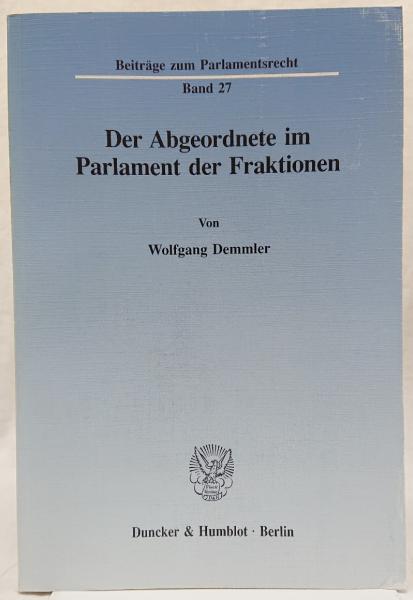 Beiträge zum Parlamentsrecht
Band 27
Der Abgeordnete im
Parlament der Fraktionen
Von
Wolfgang Demmler
Duncker & Humblot · Berlin